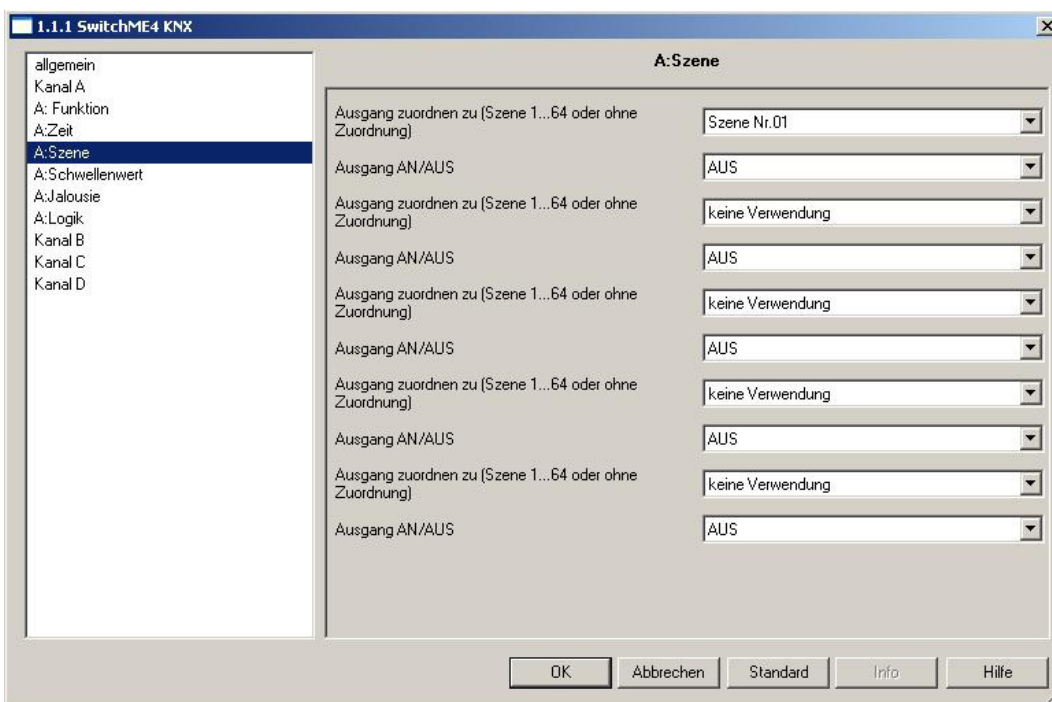 1.1.1 SwitchME4 KNX
allgemein
Kanal A
A: Funktion
A:Zeit
A:Szene
A:Schwellenwert
A:Jalousie
A:Logik
Kanal B
Kanal C
Kanal D
A:Szene
Ausgang zuordnen zu (Szene 1...64 oder ohne
Zuordnung)
Szene Nr.01
Ausgang AN/AUS
AUS
Ausgang zuordnen zu (Szene 1...64 oder ohne
Zuordnung)
keine Verwendung
Ausgang AN/AUS
AUS
Ausgang zuordnen zu (Szene 1...64 oder ohne
Zuordnung)
keine Verwendung
Ausgang AN/AUS
AUS
Ausgang zuordnen zu (Szene 1...64 oder ohne
Zuordnung)
keine Verwendung
Ausgang AN/AUS
AUS
Ausgang zuordnen zu (Szene 1...64 oder ohne
Zuordnung)
keine Verwendung
Ausgang AN/AUS
AUS
OK Abbrechen Standard Info Hilfe